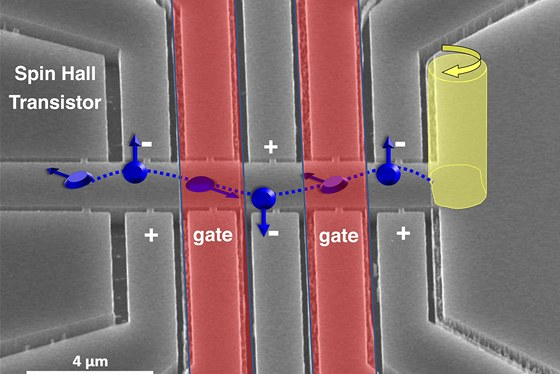 Spin Hall
Transistor
-
+
-
+
gate
-
gate
+
4 µm